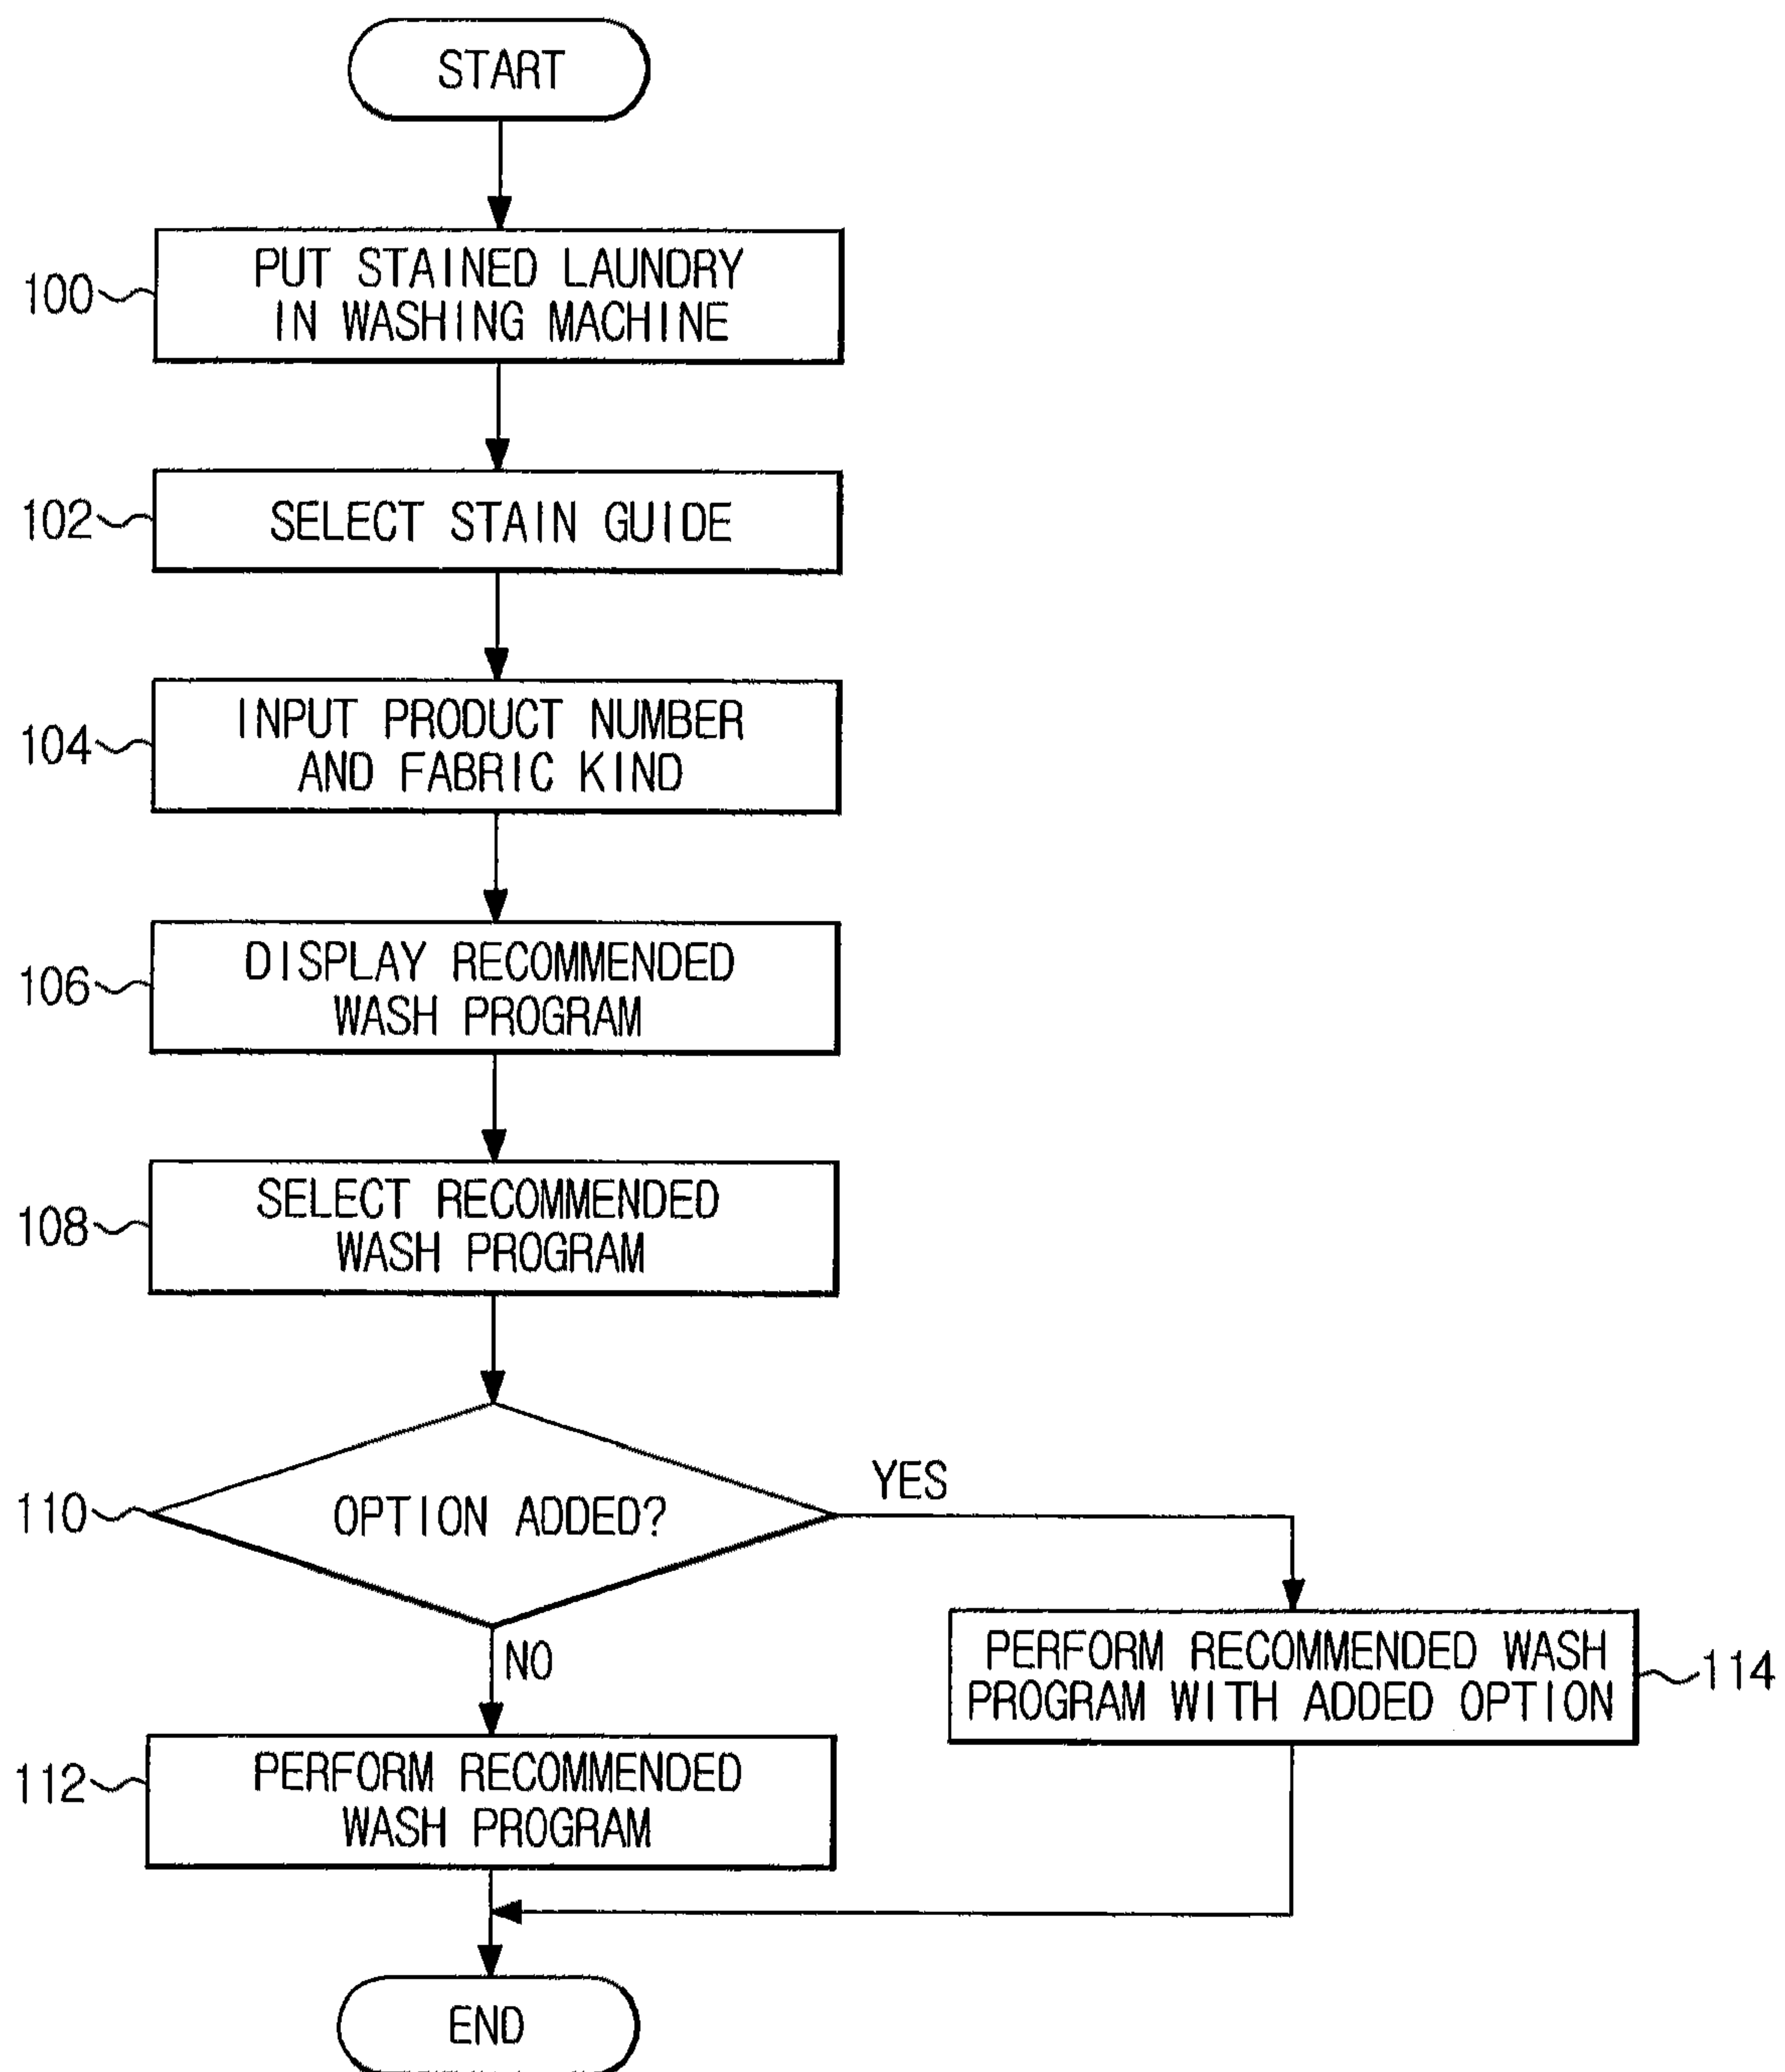 START
100
PUT STAINED LAUNDRY
IN WASHING MACHINE
102
SELECT STAIN GUIDE
104
INPUT PRODUCT NUMBER
AND FABRIC KIND
106
DISPLAY RECOMMENDED
WASH PROGRAM
108
SELECT RECOMMENDED
WASH PROGRAM
110
OPTION ADDED?
YES
NO
PERFORM RECOMMENDED WASH
PROGRAM WITH ADDED OPTION
114
112
PERFORM RECOMMENDED
WASH PROGRAM
END